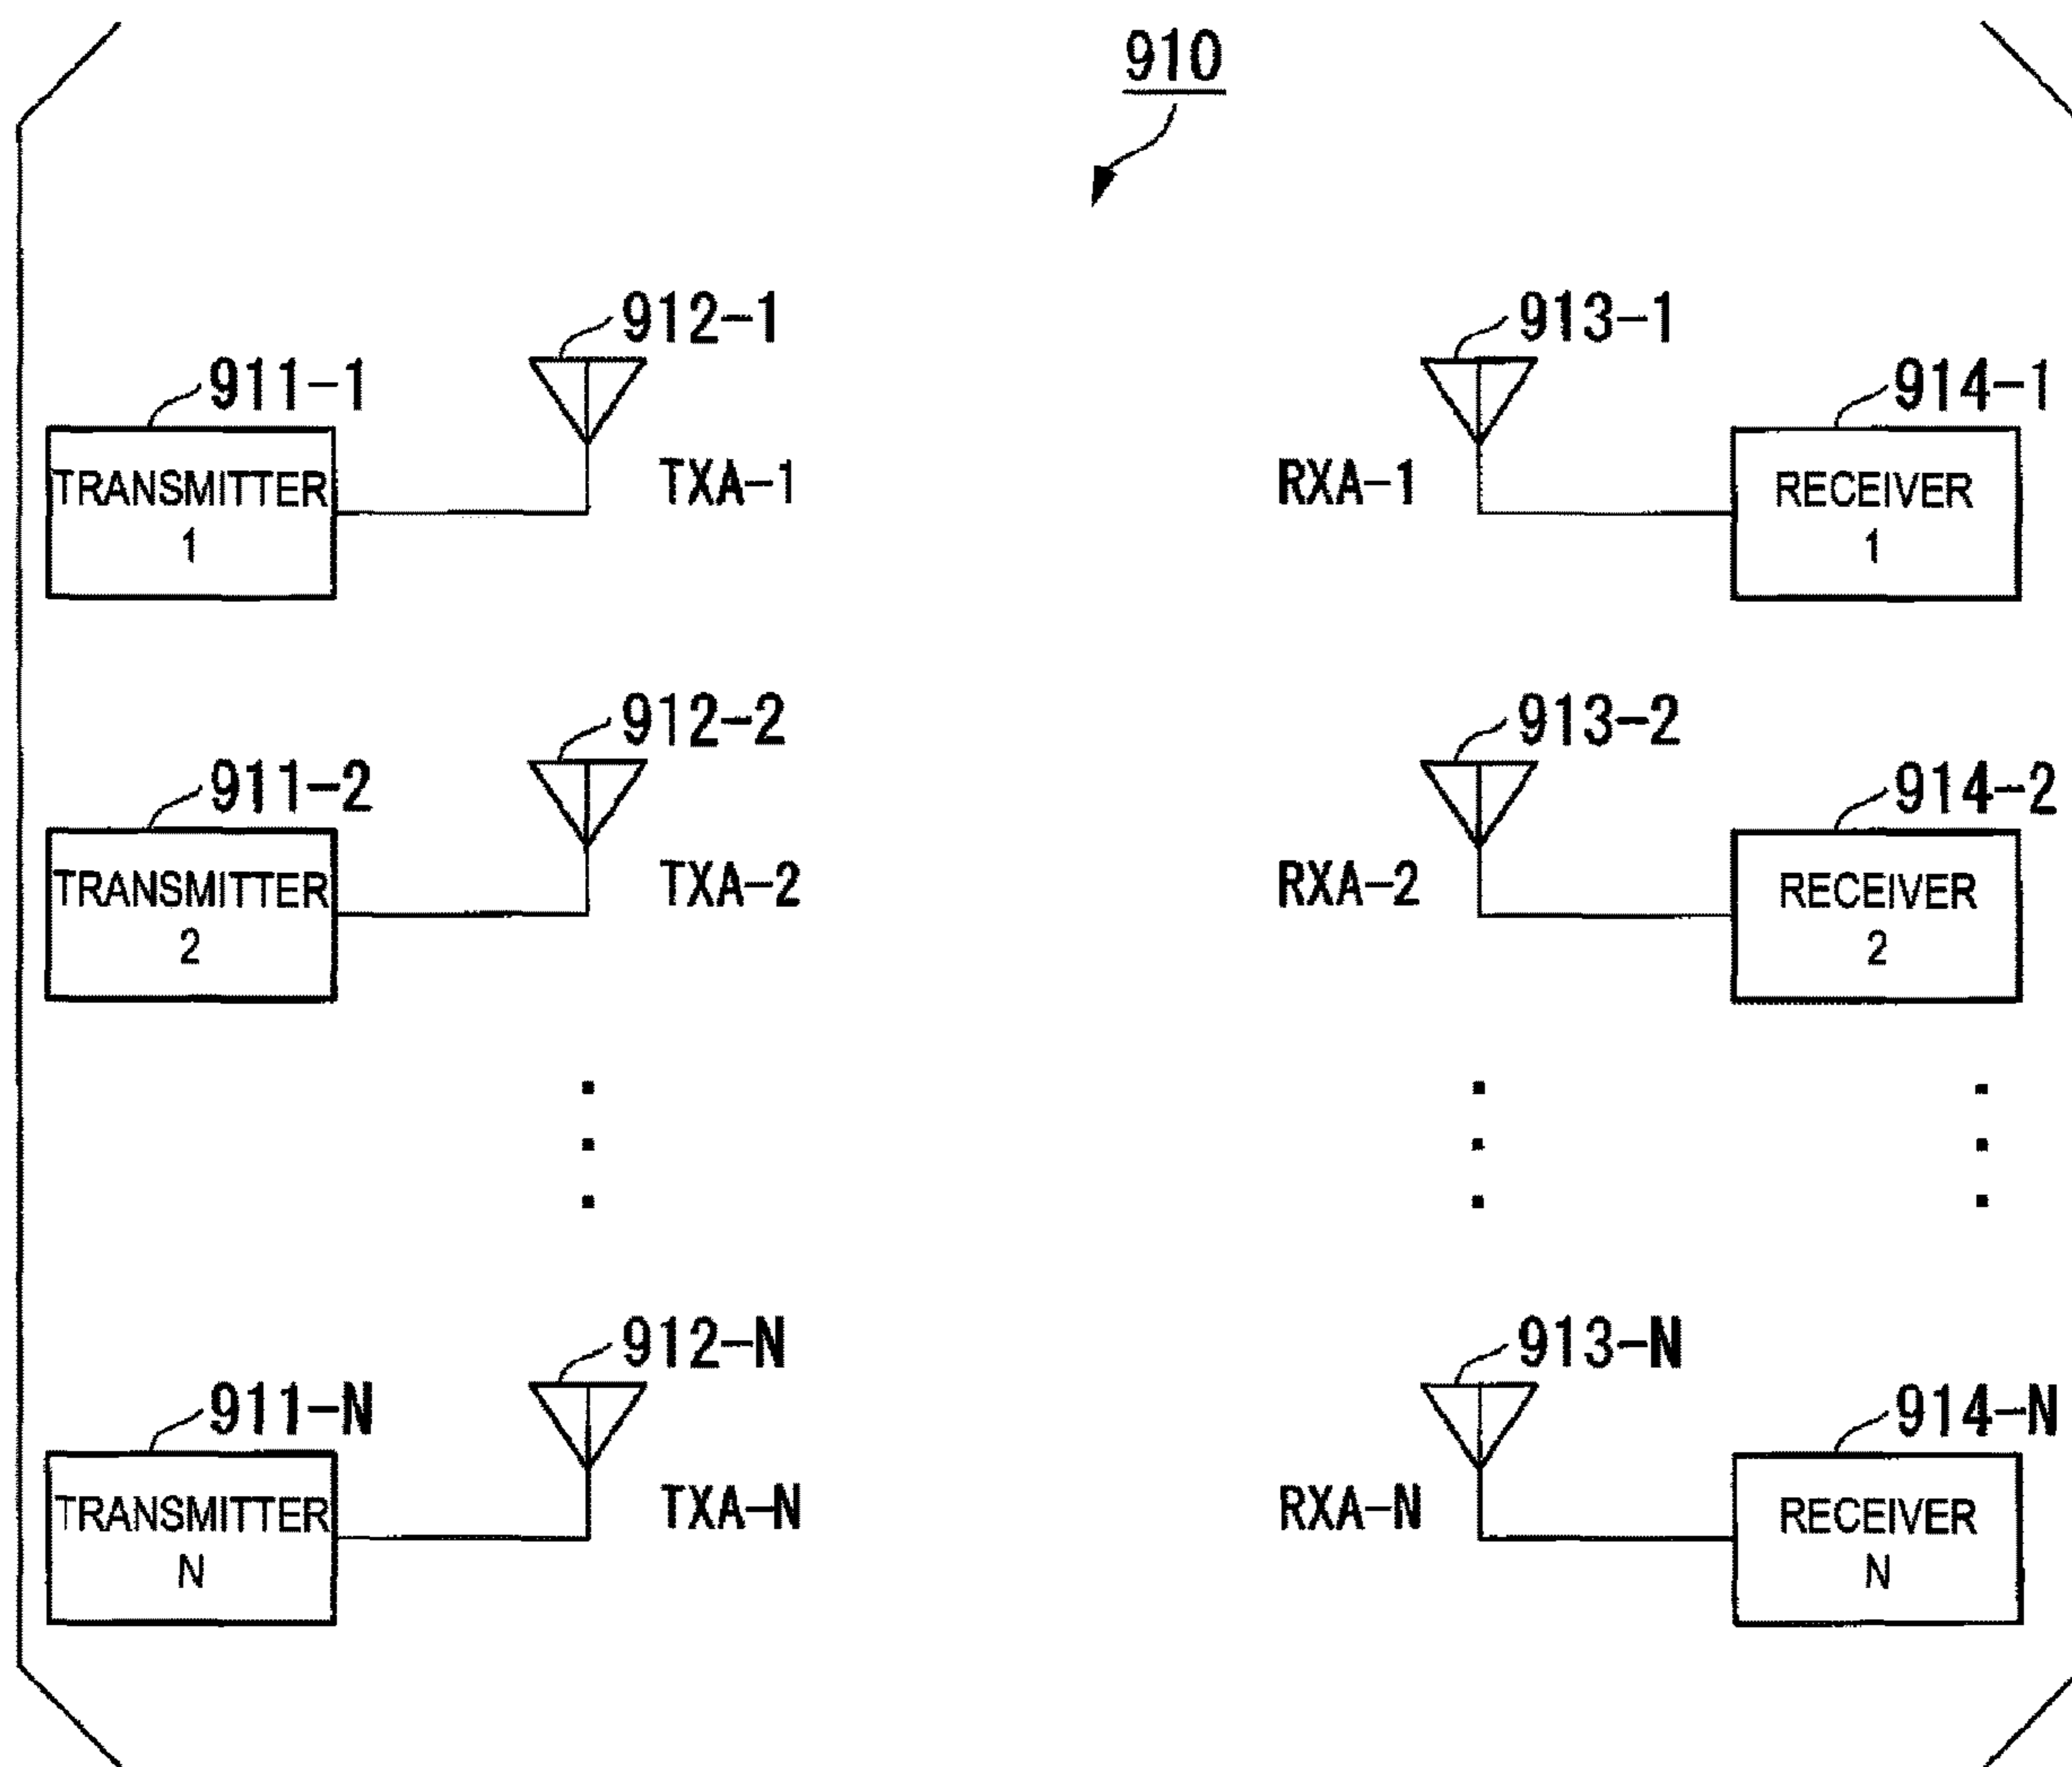 910
912-1
913-1
911-1
914-1
TRANSMITTER
1
TXA-1
RXA-1
RECEIVER
1
912-2
913-2
911-2
914-2
TRANSMITTER
2
TXA-2
RXA-2
RECEIVER
2
912-N
913-N
911-N
914-N
TRANSMITTER
N
TXA-N
RXA-N
RECEIVER
N